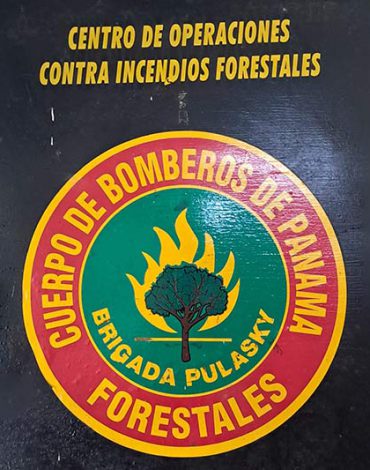 CENTRO DE OPERACIONES
CONTRA INCENDIOS FORESTALES
CUERPO DE BOMBEROS DE PANAMA
BRIGADA PULASKY
FORESTALES